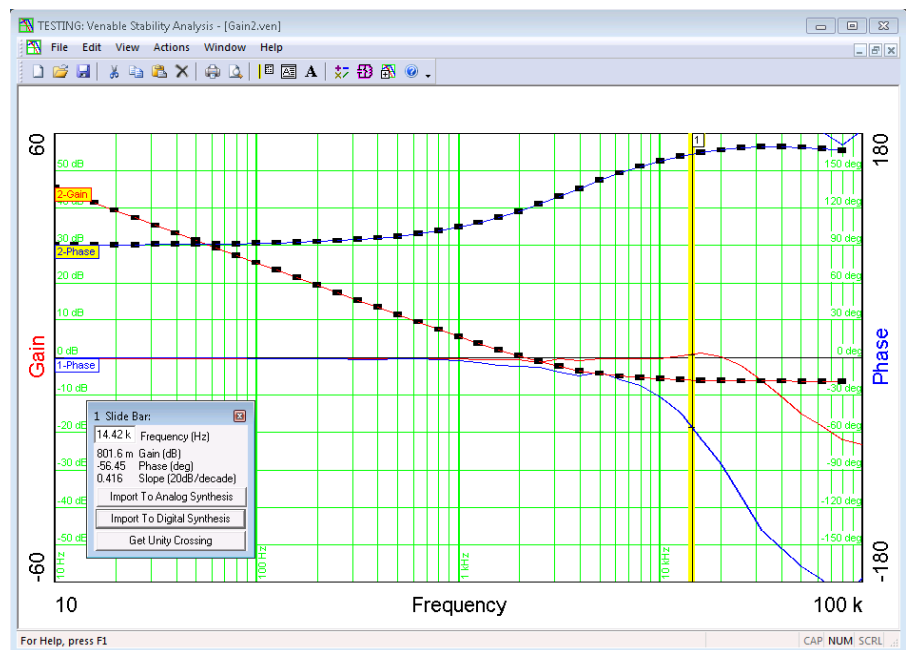 TESTING: Venable Stability Analysis - [Gain2.ven]
File Edit View Actions Window Help
A
60
180
1
50 dB
150 deg
2-Gain
120 deg
30 dB
90 deg
2-Phase
20 dB
60 deg
10 dB
30 deg
0 dB
0 deg
1-Phase
Gain
Phase
-10 dB
-30 deg
1 Slide Bar:
14.42 k Frequency (Hz)
801.6 m Gain (dB)
-56.45 Phase (deg)
0.416 Slope (20dB/decade)
Import To Analog Synthesis
Import To Digital Synthesis
Get Unity Crossing
-20 dB
-60 deg
-30 dB
-90 deg
-40 dB
-120 deg
-50 dB
-150 deg
10 Hz
100 Hz
1 kHz
10 kHz
-60
-180
10
Frequency
100 k
For Help, press F1
CAP NUM SCRL